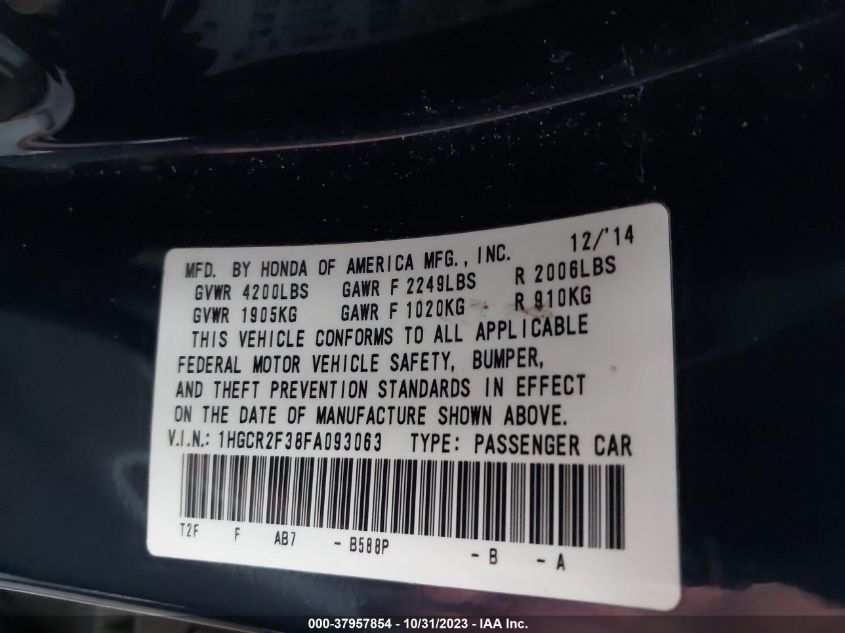 MFD. BY HONDA OF AMERICA MFG., INC. 12/'14
GVWR 4200LBS GAWR F 2249LBS R 2006LBS
GVWR 1905KG GAWR F 1020KG R 910KG
THIS VEHICLE CONFORMS TO ALL APPLICABLE
FEDERAL MOTOR VEHICLE SAFETY, BUMPER,
AND THEFT PREVENTION STANDARDS IN EFFECT
ON THE DATE OF MANUFACTURE SHOWN ABOVE.
V.I.N.: 1HGCR2F38FA093063 TYPE: PASSENGER CAR
T2F F AB7 - B588P - B - A
000-37957854 - 10/31/2023 - IAA Inc.